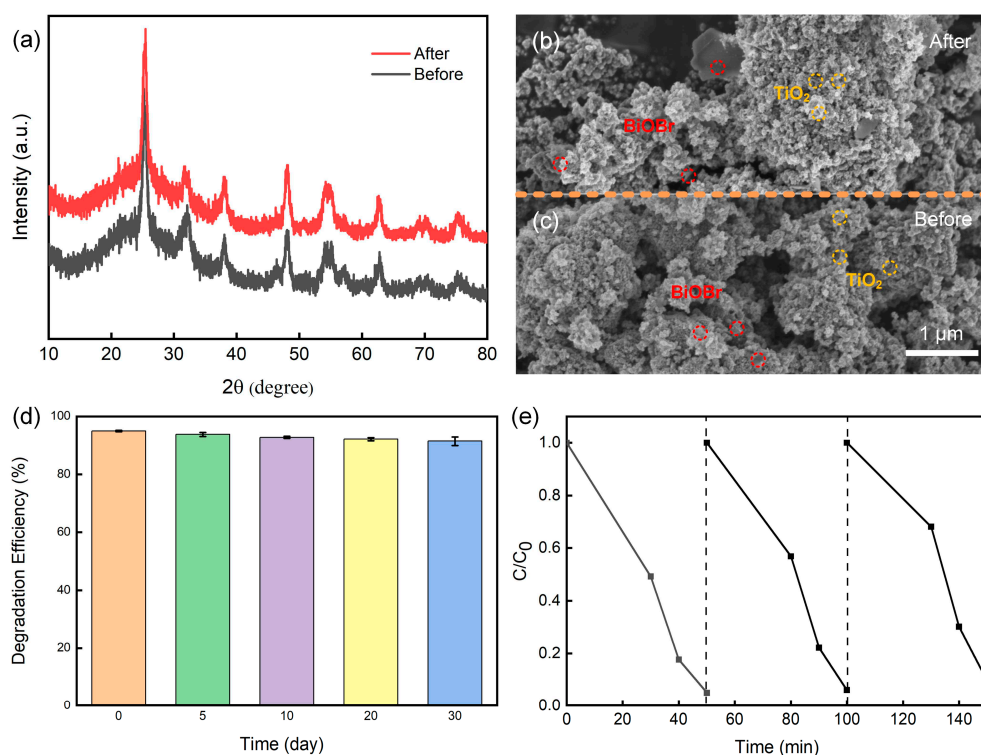 (a)
After
Before
Intensity (a.u.)
10 20 30 40 50 60 70 80
2θ (degree)
(b)
After
TiO₂
BiOBr
(c)
Before
TiO₂
BiOBr
1 µm
(d)
100
80
60
40
20
0
Degradation Efficiency (%)
0 5 10 20 30
Time (day)
(e)
1.0
0.8
0.6
0.4
0.2
0.0
C/C₀
0 20 40 60 80 100 120 140
Time (min)